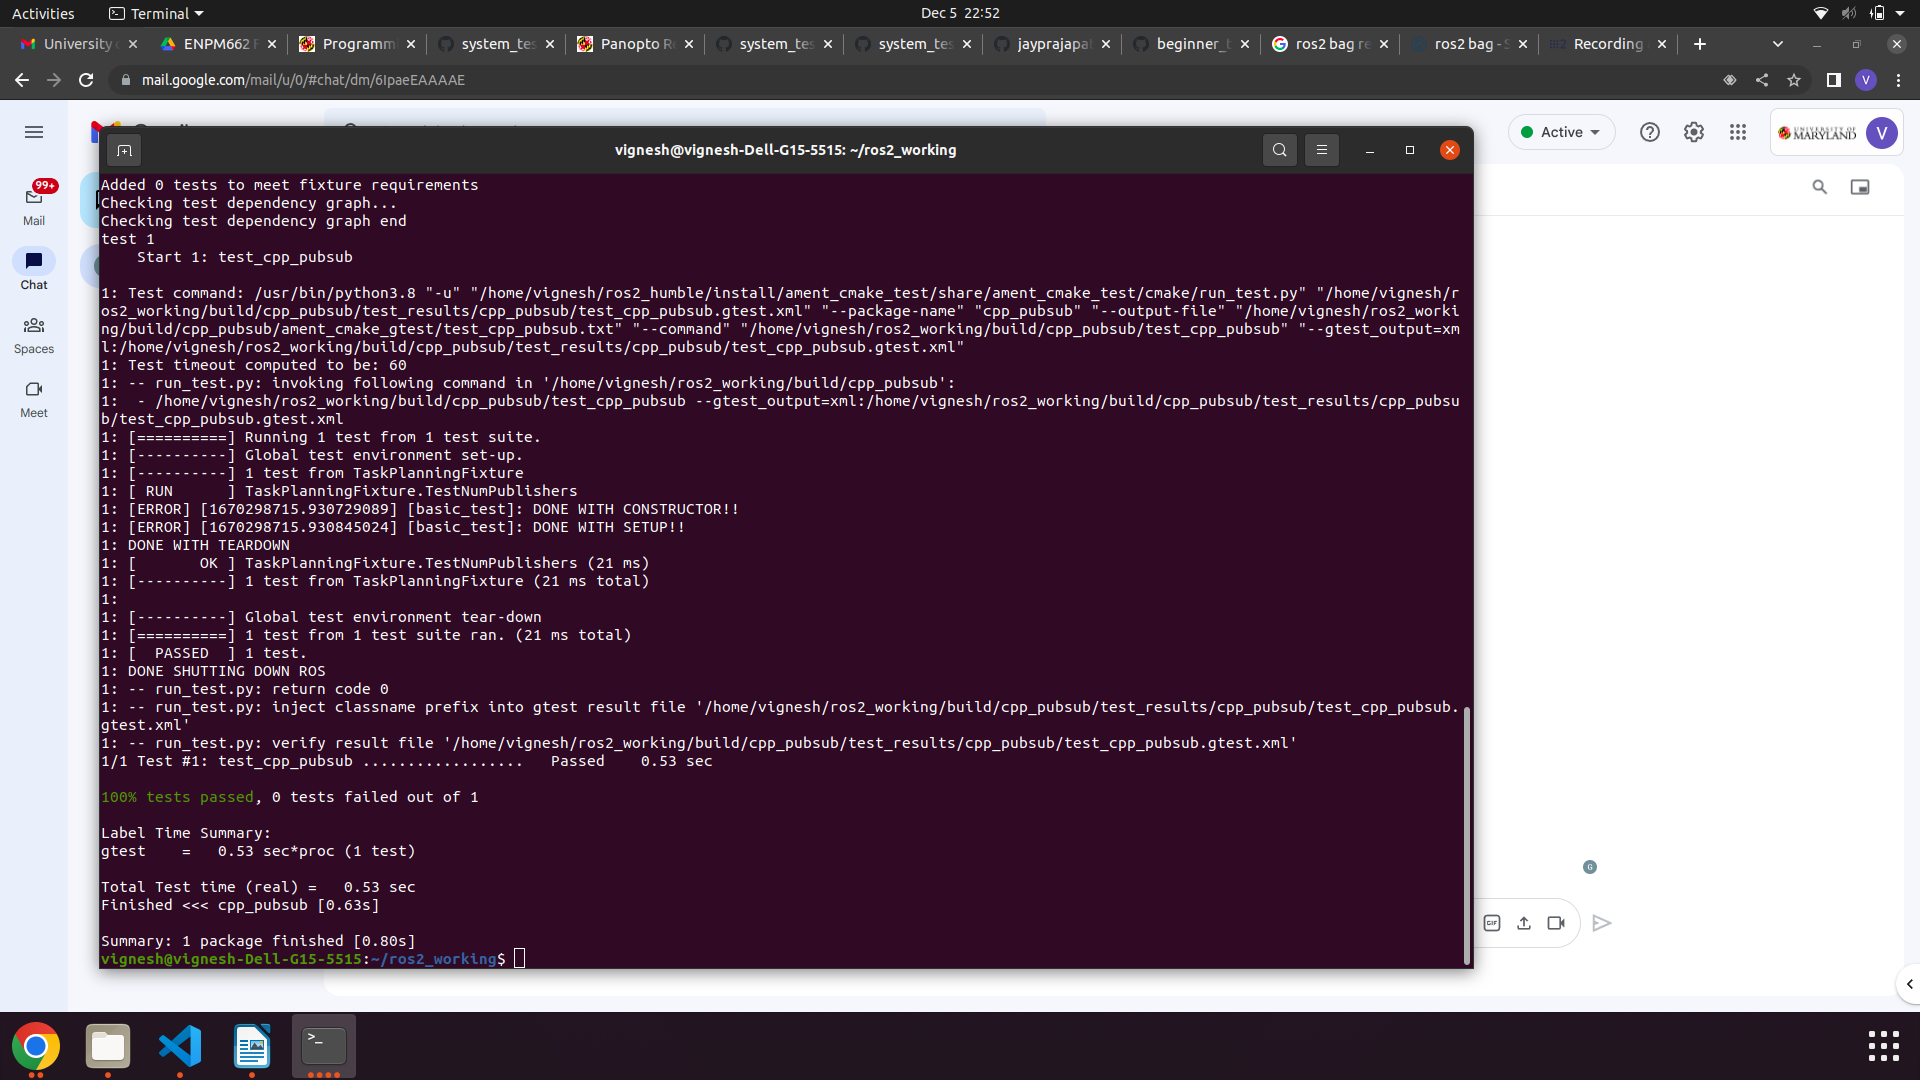 Activities
Terminal
Dec 5 22:52
University
ENPM662
Programm
system_tes
Panopto R
system_tes
system_tes
jayprajapa
beginner_t
ros2 bag re
ros2 bag - S
Recording
mail.google.com/mail/u/0/#chat/dm/6IpaeEAAAAE
V
Active
UNIVERSITY OF
MARYLAND
V
99+
Mail
Chat
Spaces
Meet
vignesh@vignesh-Dell-G15-5515: ~/ros2_working
Added 0 tests to meet fixture requirements
Checking test dependency graph...
Checking test dependency graph end
test 1
    Start 1: test_cpp_pubsub
1: Test command: /usr/bin/python3.8 "-u" "/home/vignesh/ros2_humble/install/ament_cmake_test/share/ament_cmake_test/cmake/run_test.py" "/home/vignesh/r
os2_working/build/cpp_pubsub/test_results/cpp_pubsub/test_cpp_pubsub.gtest.xml" "--package-name" "cpp_pubsub" "--output-file" "/home/vignesh/ros2_worki
ng/build/cpp_pubsub/ament_cmake_gtest/test_cpp_pubsub.txt" "--command" "/home/vignesh/ros2_working/build/cpp_pubsub/test_cpp_pubsub" "--gtest_output=xm
l:/home/vignesh/ros2_working/build/cpp_pubsub/test_results/cpp_pubsub/test_cpp_pubsub.gtest.xml"
1: Test timeout computed to be: 60
1: -- run_test.py: invoking following command in '/home/vignesh/ros2_working/build/cpp_pubsub':
1:  - /home/vignesh/ros2_working/build/cpp_pubsub/test_cpp_pubsub --gtest_output=xml:/home/vignesh/ros2_working/build/cpp_pubsub/test_results/cpp_pubsu
b/test_cpp_pubsub.gtest.xml
1: [==========] Running 1 test from 1 test suite.
1: [----------] Global test environment set-up.
1: [----------] 1 test from TaskPlanningFixture
1: [ RUN      ] TaskPlanningFixture.TestNumPublishers
1: [ERROR] [1670298715.930729089] [basic_test]: DONE WITH CONSTRUCTOR!!
1: [ERROR] [1670298715.930845024] [basic_test]: DONE WITH SETUP!!
1: DONE WITH TEARDOWN
1: [       OK ] TaskPlanningFixture.TestNumPublishers (21 ms)
1: [----------] 1 test from TaskPlanningFixture (21 ms total)
1:
1: [----------] Global test environment tear-down
1: [==========] 1 test from 1 test suite ran. (21 ms total)
1: [  PASSED  ] 1 test.
1: DONE SHUTTING DOWN ROS
1: -- run_test.py: return code 0
1: -- run_test.py: inject classname prefix into gtest result file '/home/vignesh/ros2_working/build/cpp_pubsub/test_results/cpp_pubsub/test_cpp_pubsub.
gtest.xml'
1: -- run_test.py: verify result file '/home/vignesh/ros2_working/build/cpp_pubsub/test_results/cpp_pubsub/test_cpp_pubsub.gtest.xml'
1/1 Test #1: test_cpp_pubsub ..................   Passed    0.53 sec
100% tests passed, 0 tests failed out of 1
Label Time Summary:
gtest    =   0.53 sec*proc (1 test)
Total Test time (real) =   0.53 sec
Finished <<< cpp_pubsub [0.63s]
Summary: 1 package finished [0.80s]
vignesh@vignesh-Dell-G15-5515:~/ros2_working$
G
GIF